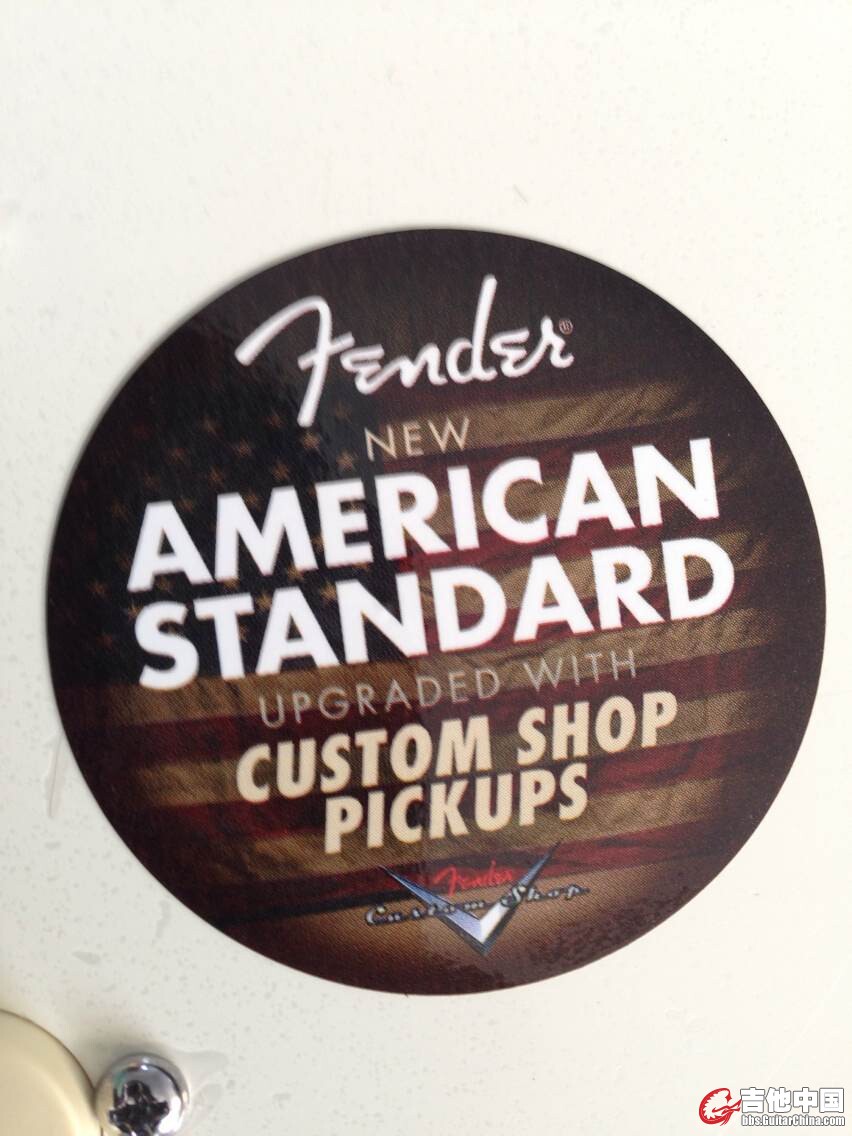 Fender®
NEW
AMERICAN
STANDARD
UPGRADED WITH
CUSTOM SHOP
PICKUPS
Fender
Custom Shop
吉他中国
bbs.GuitarChina.com